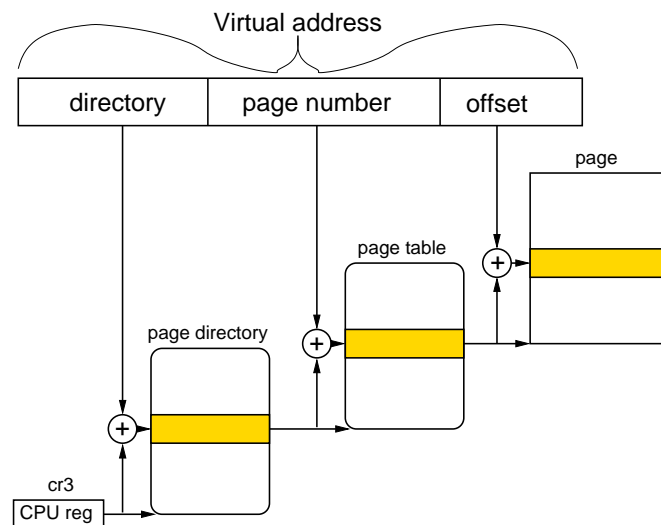 Virtual address
directory
page number
offset
page
+
page table
+
page directory
+
cr3
CPU reg